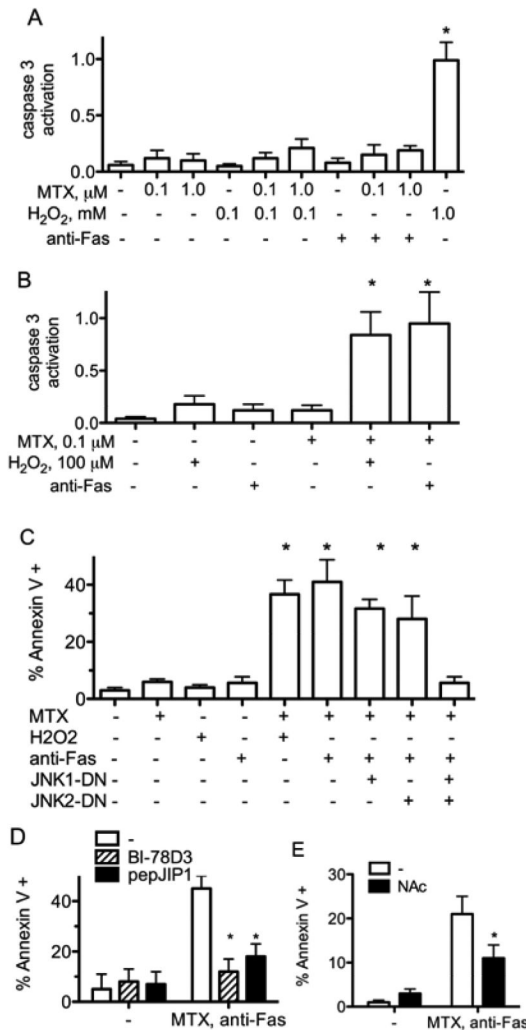 A
caspase 3
activation
1.0
0.5
0.0
*
- 0.1 1.0 - 0.1 1.0 - 0.1 1.0 -
MTX, μM
H₂O₂, mM - - - 0.1 0.1 0.1 - - - 1.0
anti-Fas - - - - - - + + + -
B
caspase 3
activation
1.0
0.5
0.0
* *
MTX, 0.1 μM - - - + + +
H₂O₂, 100 μM - + - - + -
anti-Fas - - + - - +
C
% Annexin V +
40
20
0
* * * *
MTX - + - - + + + + +
H2O2 - - + - + - - - -
anti-Fas - - - + - + + + +
JNK1-DN - - - - - - + - +
JNK2-DN - - - - - - - + +
D
-
BI-78D3
pepJIP1
% Annexin V +
40
20
0
* *
- MTX, anti-Fas
E
-
NAc
% Annexin V +
30
20
10
0
*
- MTX, anti-Fas